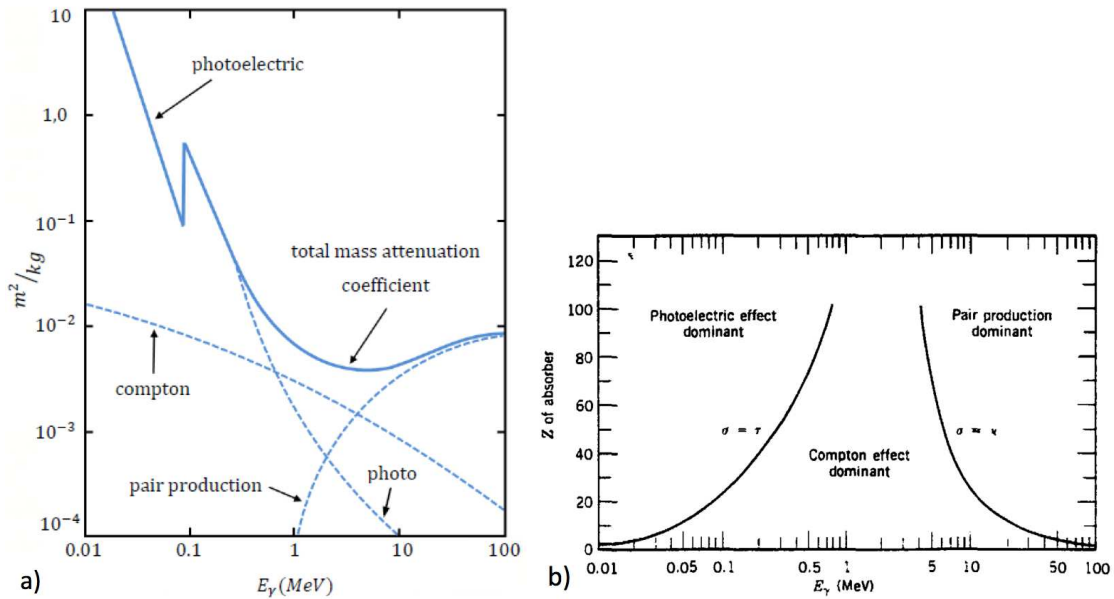 10
photoelectric
1,0
10⁻¹
total mass attenuation
coefficient
m²/kg
10⁻²
compton
10⁻³
pair production
photo
10⁻⁴
0.01 0.1 1 10 100
E_γ (MeV)
a)
120
100
Photoelectric effect
dominant
Pair production
dominant
80
Z of absorber
60
σ = τ
40
Compton effect
dominant
20
0
0.01 0.05 0.1 0.5 1 5 10 50 100
E_γ (MeV)
b)